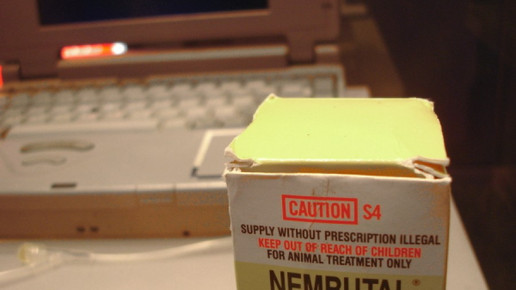 CAUTION S4
SUPPLY WITHOUT PRESCRIPTION ILLEGAL
KEEP OUT OF REACH OF CHILDREN
FOR ANIMAL TREATMENT ONLY
NEMBUTAL®